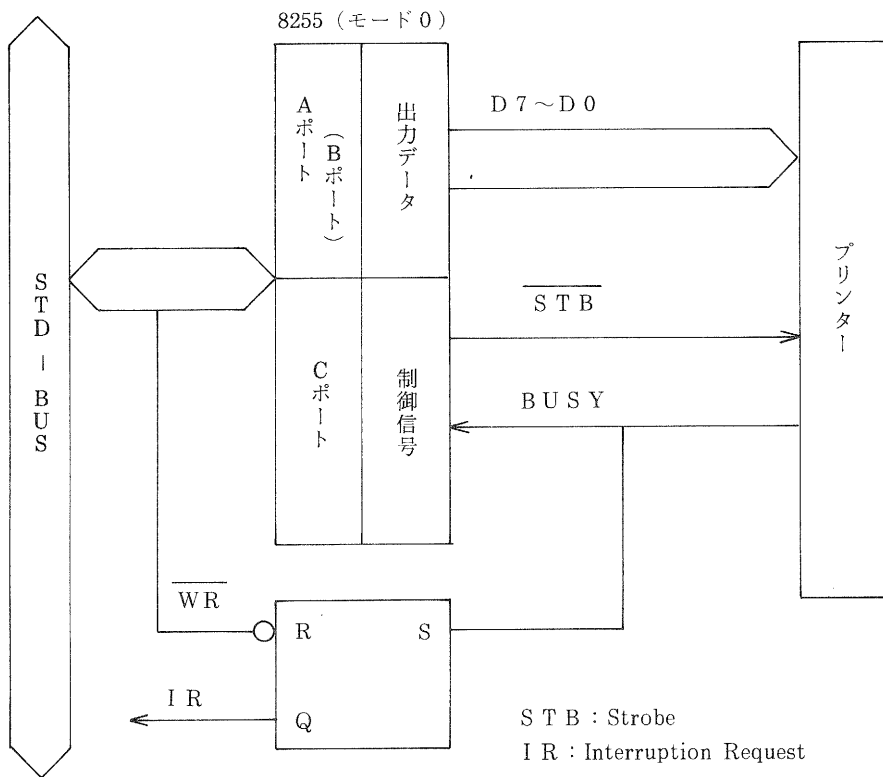 8255 (モード0)
STD-BUS
Aポート
(Bポート)
出力データ
D7～D0
プリンター
Cポート
制御信号
STB
BUSY
WR
R
S
Q
IR
STB：Strobe
IR：Interruption Request